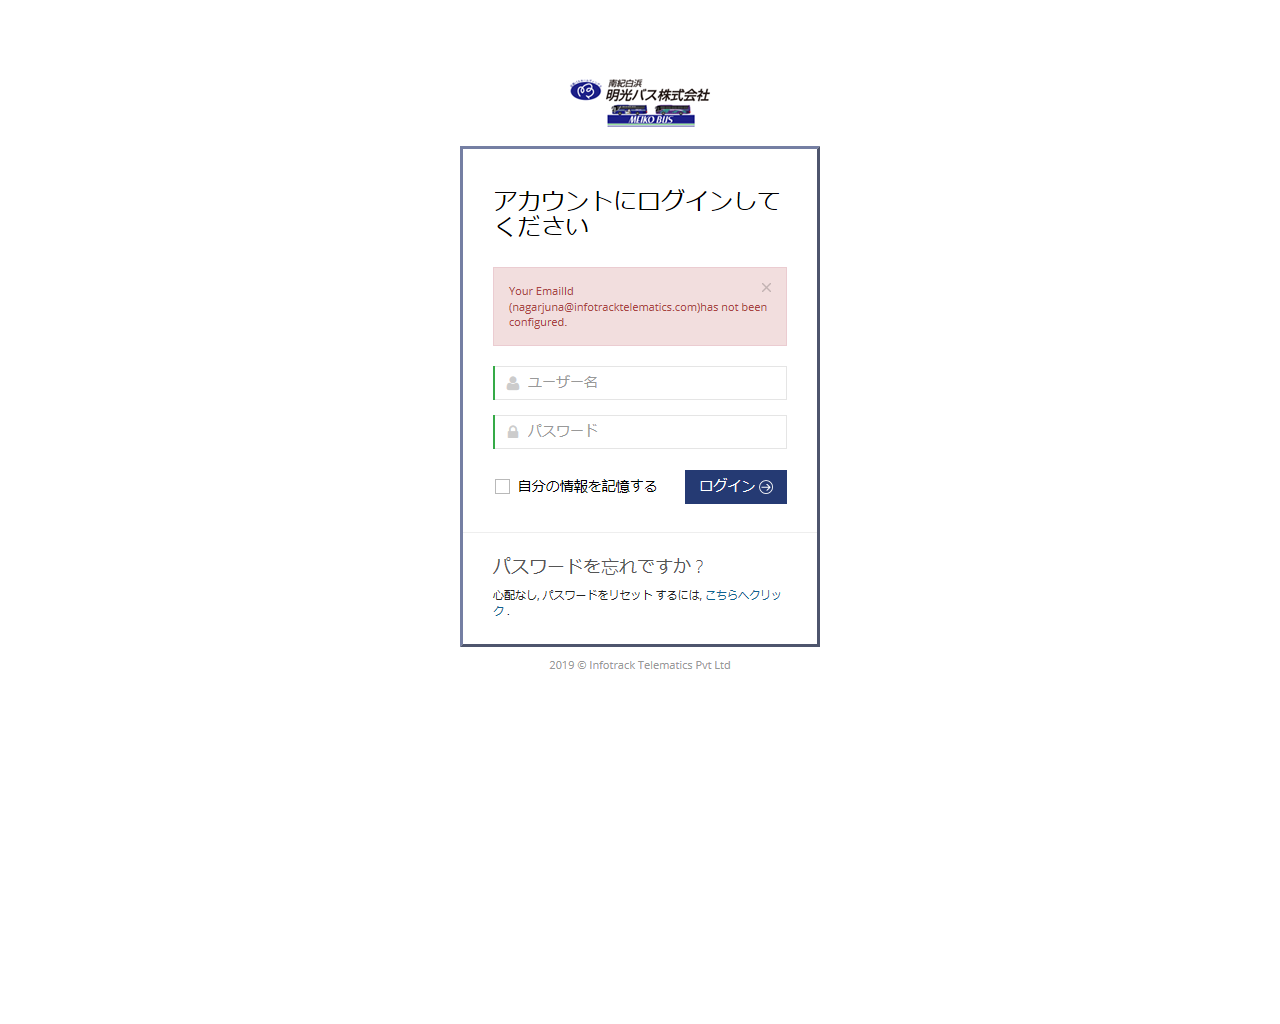 南紀白浜
明光バス株式会社
MEIKO BUS
アカウントにログインして
ください
Your EmailId
(nagarjuna@infotracktelematics.com)has not been
configured.
ユーザー名
パスワード
自分の情報を記憶する
ログイン
パスワードを忘れですか ?
心配なし, パスワードをリセット するには, こちらへクリッ
ク .
2019 © Infotrack Telematics Pvt Ltd